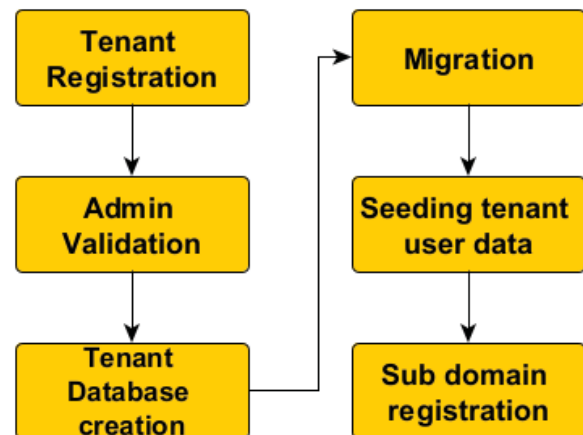 Tenant
Registration
Admin
Validation
Tenant
Database
creation
Migration
Seeding tenant
user data
Sub domain
registration